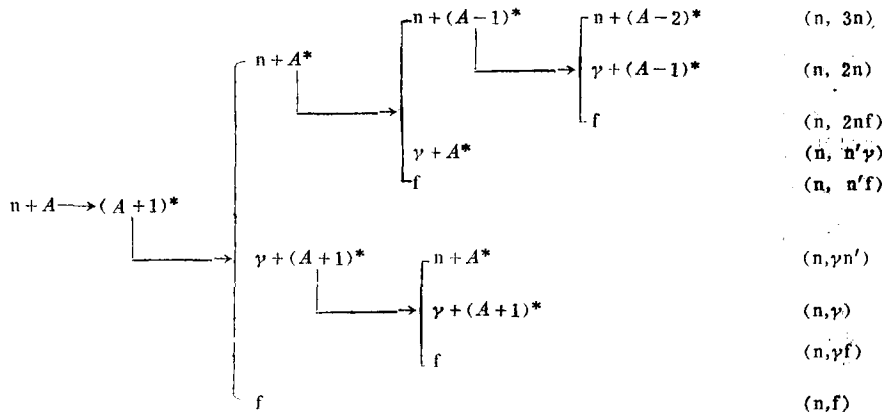 n + (A − 1)* n + (A − 2)* (n, 3n)
n + A* γ + (A − 1)* (n, 2n)
f (n, 2nf)
γ + A* (n, n′γ)
f (n, n′f)
n + A ⟶ (A + 1)*
γ + (A + 1)* n + A* (n,γn′)
γ + (A + 1)* (n,γ)
f (n,γf)
f (n,f)